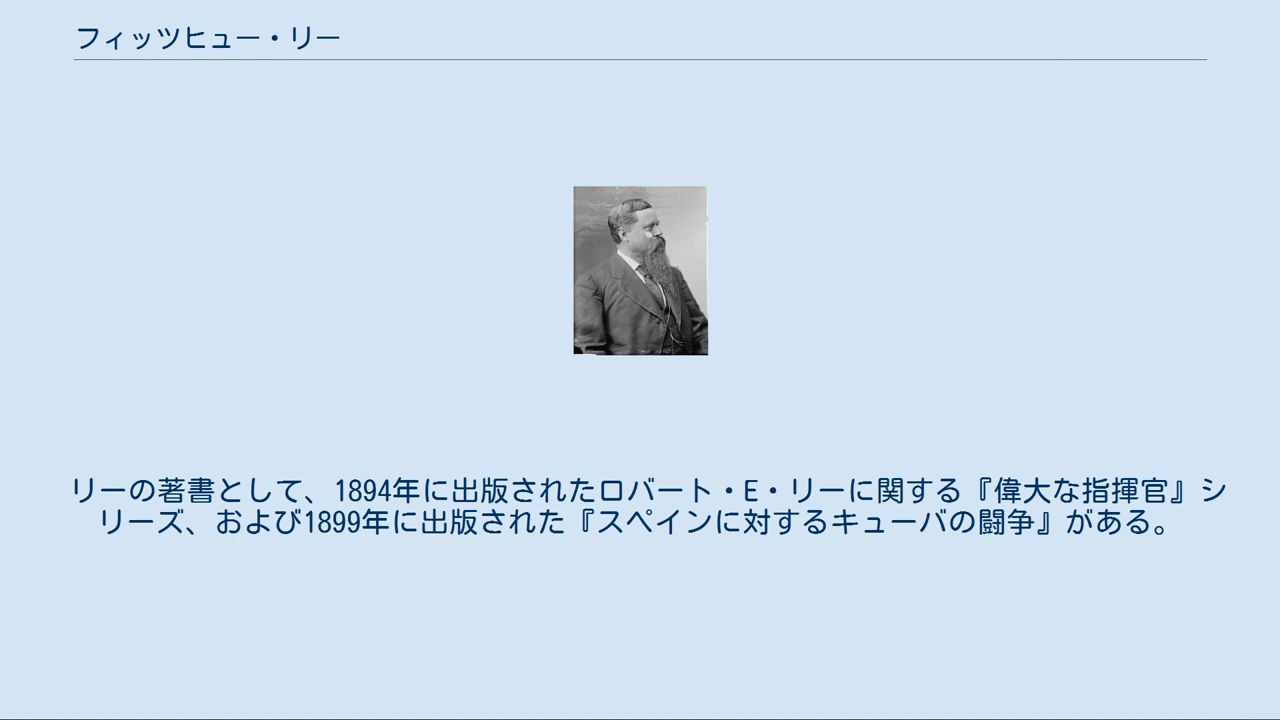 フィッツヒュー・リー
リーの著書として、1894年に出版されたロバート・E・リーに関する『偉大な指揮官』シ
リーズ、および1899年に出版された『スペインに対するキューバの闘争』がある。